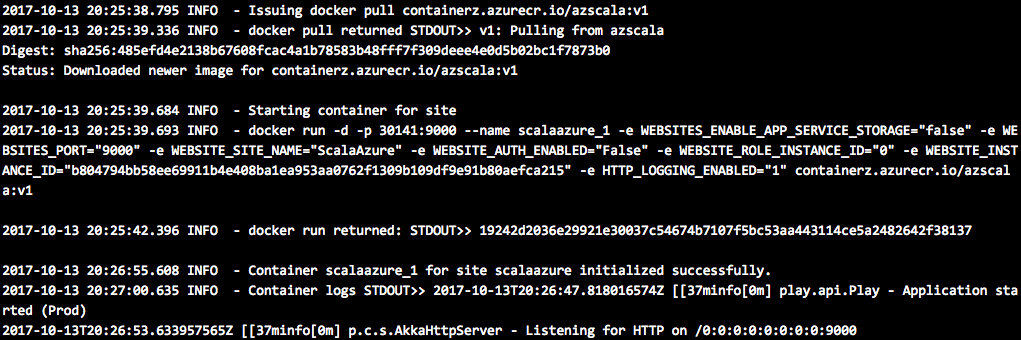 2017-10-13 20:25:38.795 INFO  - Issuing docker pull containerz.azurecr.io/azscala:v1
2017-10-13 20:25:39.336 INFO  - docker pull returned STDOUT>> v1: Pulling from azscala
Digest: sha256:485efd4e2138b67608fcac4a1b78583b48fff7f309deee4e0d5b02bc1f7873b0
Status: Downloaded newer image for containerz.azurecr.io/azscala:v1
2017-10-13 20:25:39.684 INFO  - Starting container for site
2017-10-13 20:25:39.693 INFO  - docker run -d -p 30141:9000 --name scalaazure_1 -e WEBSITES_ENABLE_APP_SERVICE_STORAGE="false" -e WE
BSITES_PORT="9000" -e WEBSITE_SITE_NAME="ScalaAzure" -e WEBSITE_AUTH_ENABLED="False" -e WEBSITE_ROLE_INSTANCE_ID="0" -e WEBSITE_INST
ANCE_ID="b804794bb58ee69911b4e408ba1ea953aa0762f1309b109df9e91b80aefca215" -e HTTP_LOGGING_ENABLED="1" containerz.azurecr.io/azscal
a:v1
2017-10-13 20:25:42.396 INFO  - docker run returned: STDOUT>> 19242d2036e29921e30037c54674b7107f5bc53aa443114ce5a2482642f38137
2017-10-13 20:26:55.608 INFO  - Container scalaazure_1 for site scalaazure initialized successfully.
2017-10-13 20:27:00.635 INFO  - Container logs STDOUT>> 2017-10-13T20:26:47.818016574Z [[37minfo[0m] play.api.Play - Application sta
rted (Prod)
2017-10-13T20:26:53.633957565Z [[37minfo[0m] p.c.s.AkkaHttpServer - Listening for HTTP on /0:0:0:0:0:0:0:0:9000